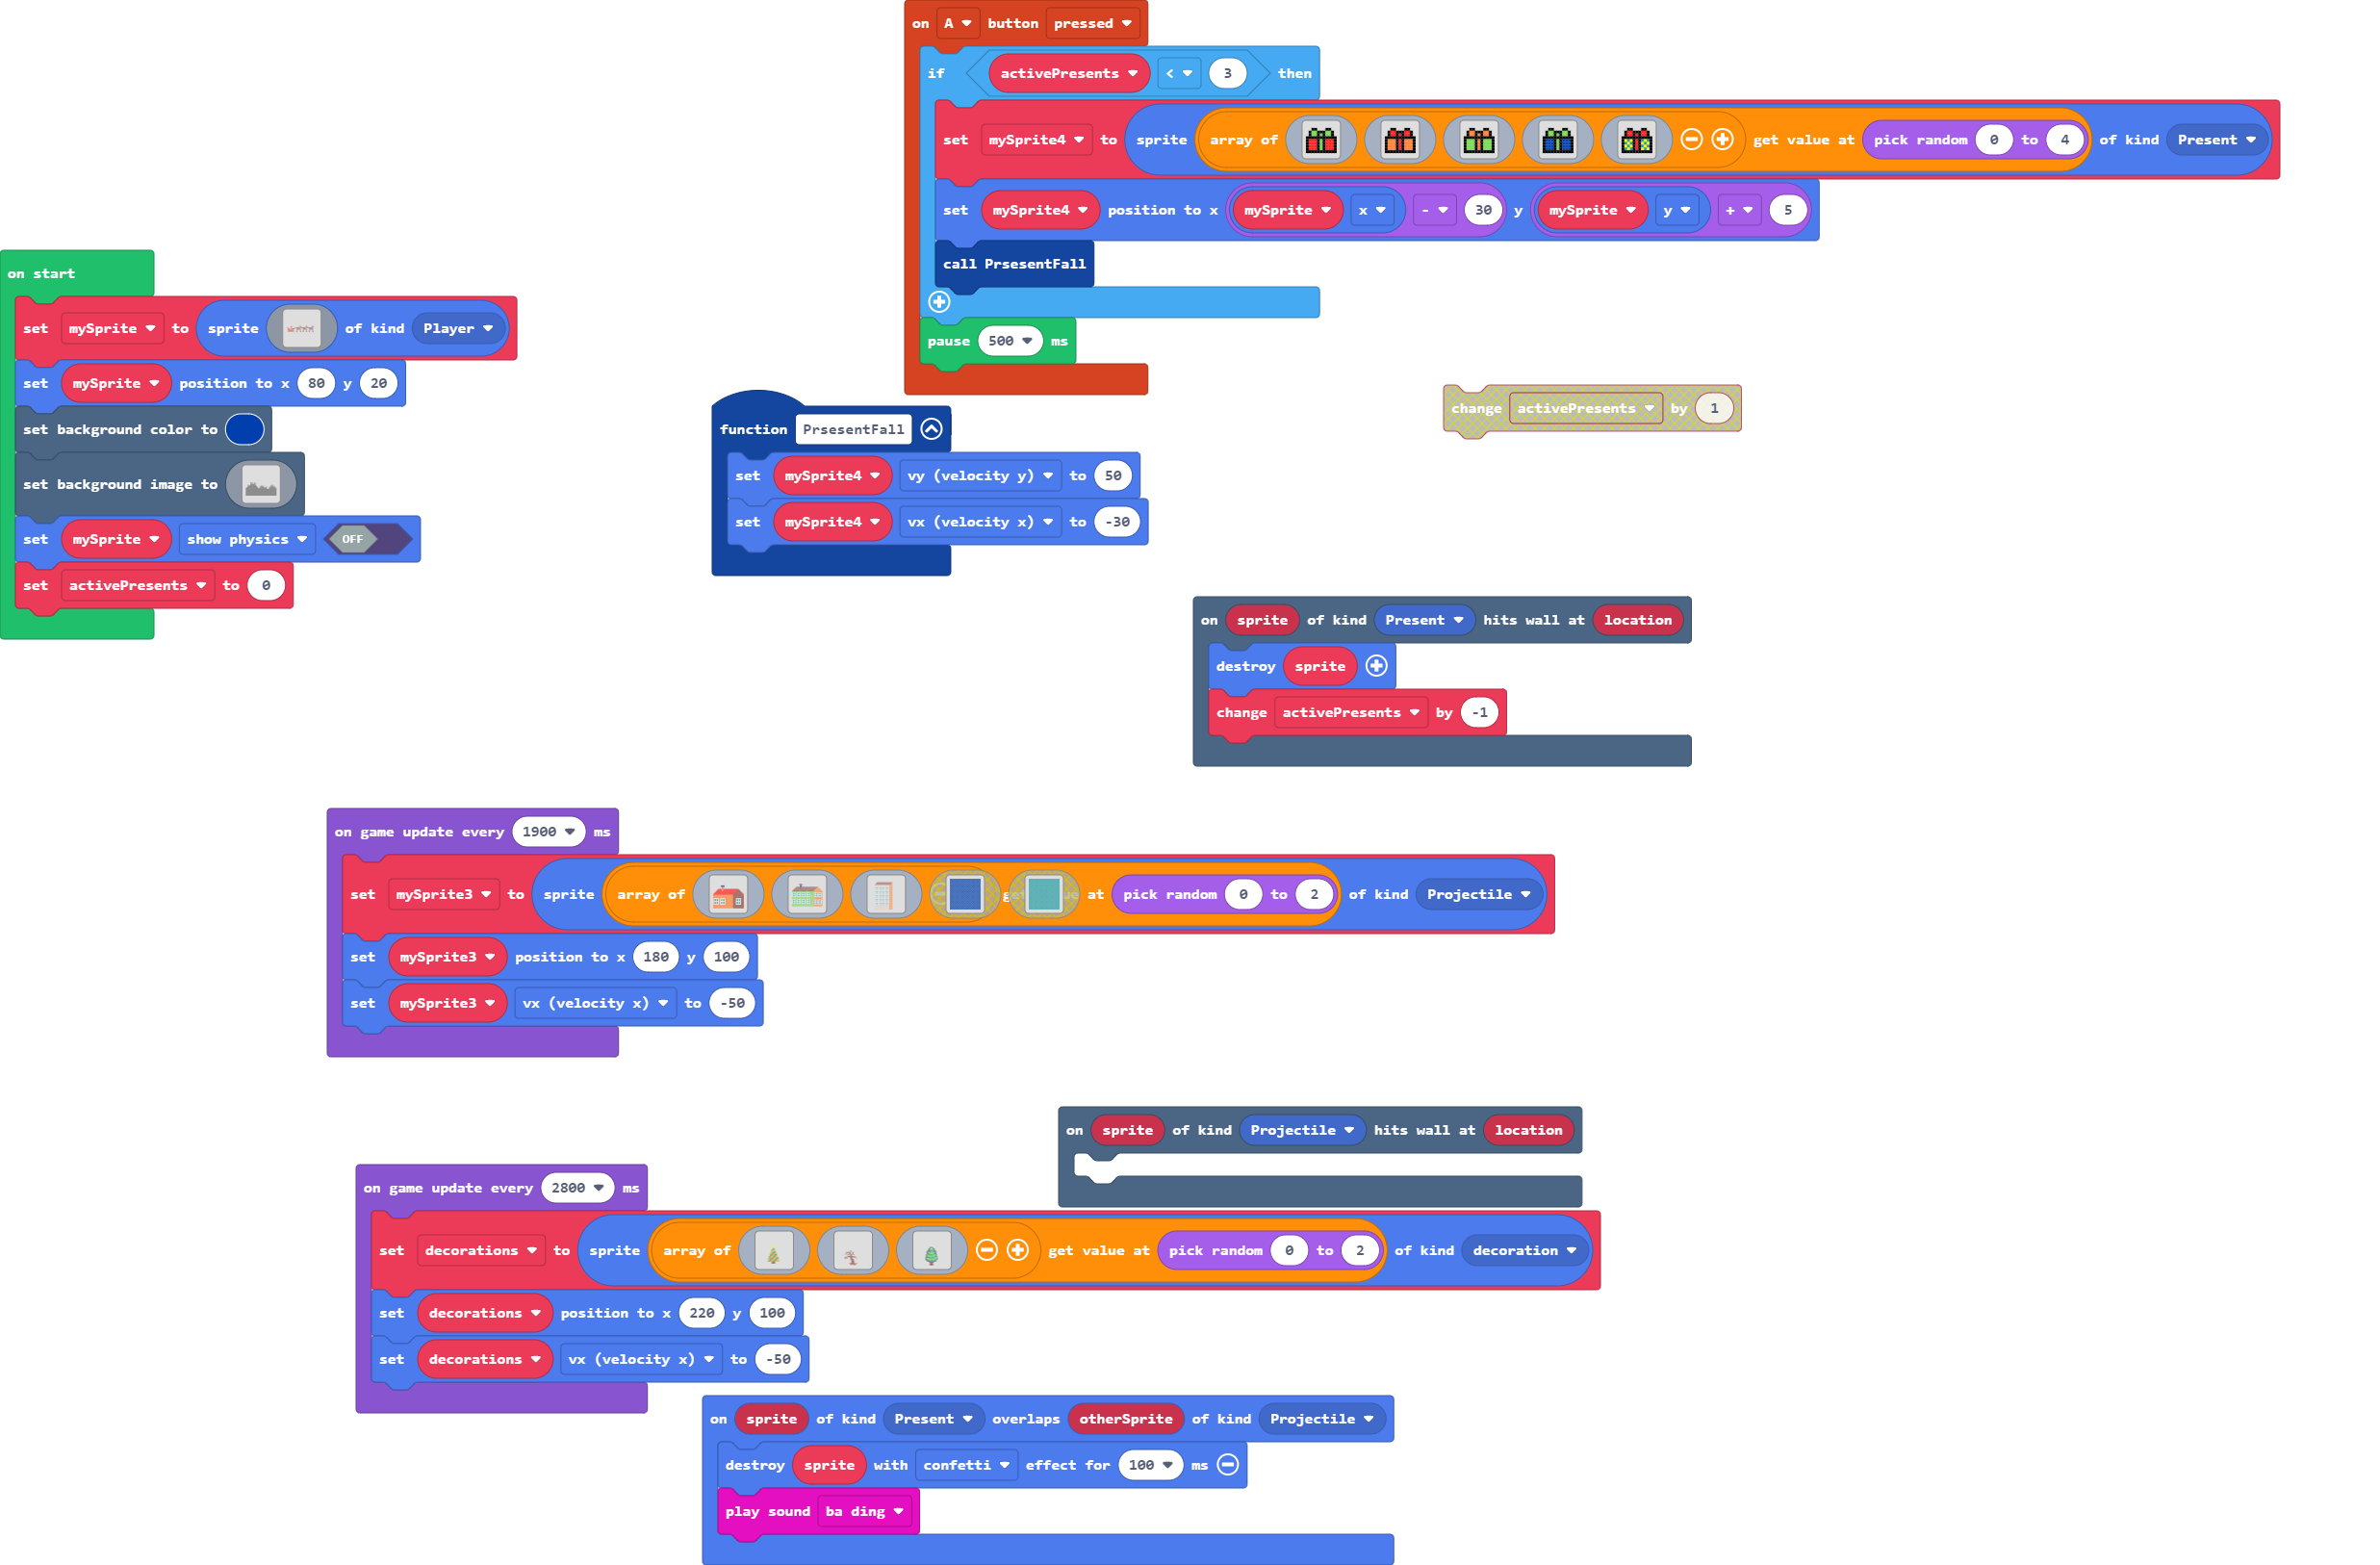 on A button pressed
if activePresents < 3 then
set mySprite4 to sprite array of get value at pick random 0 to 4 of kind Present
set mySprite4 position to x mySprite x - 30 y mySprite y + 5
call PrsesentFall
pause 500 ms
on start
set mySprite to sprite of kind Player
set mySprite position to x 80 y 20
set background color to
set background image to
set mySprite show physics OFF
set activePresents to 0
change activePresents by 1
function PrsesentFall
set mySprite4 vy (velocity y) to 50
set mySprite4 vx (velocity x) to -30
on sprite of kind Present hits wall at location
destroy sprite
change activePresents by -1
on game update every 1900 ms
set mySprite3 to sprite array of at pick random 0 to 2 of kind Projectile
set mySprite3 position to x 180 y 100
set mySprite3 vx (velocity x) to -50
on sprite of kind Projectile hits wall at location
on game update every 2800 ms
set decorations to sprite array of get value at pick random 0 to 2 of kind decoration
set decorations position to x 220 y 100
set decorations vx (velocity x) to -50
on sprite of kind Present overlaps otherSprite of kind Projectile
destroy sprite with confetti effect for 100 ms
play sound ba ding